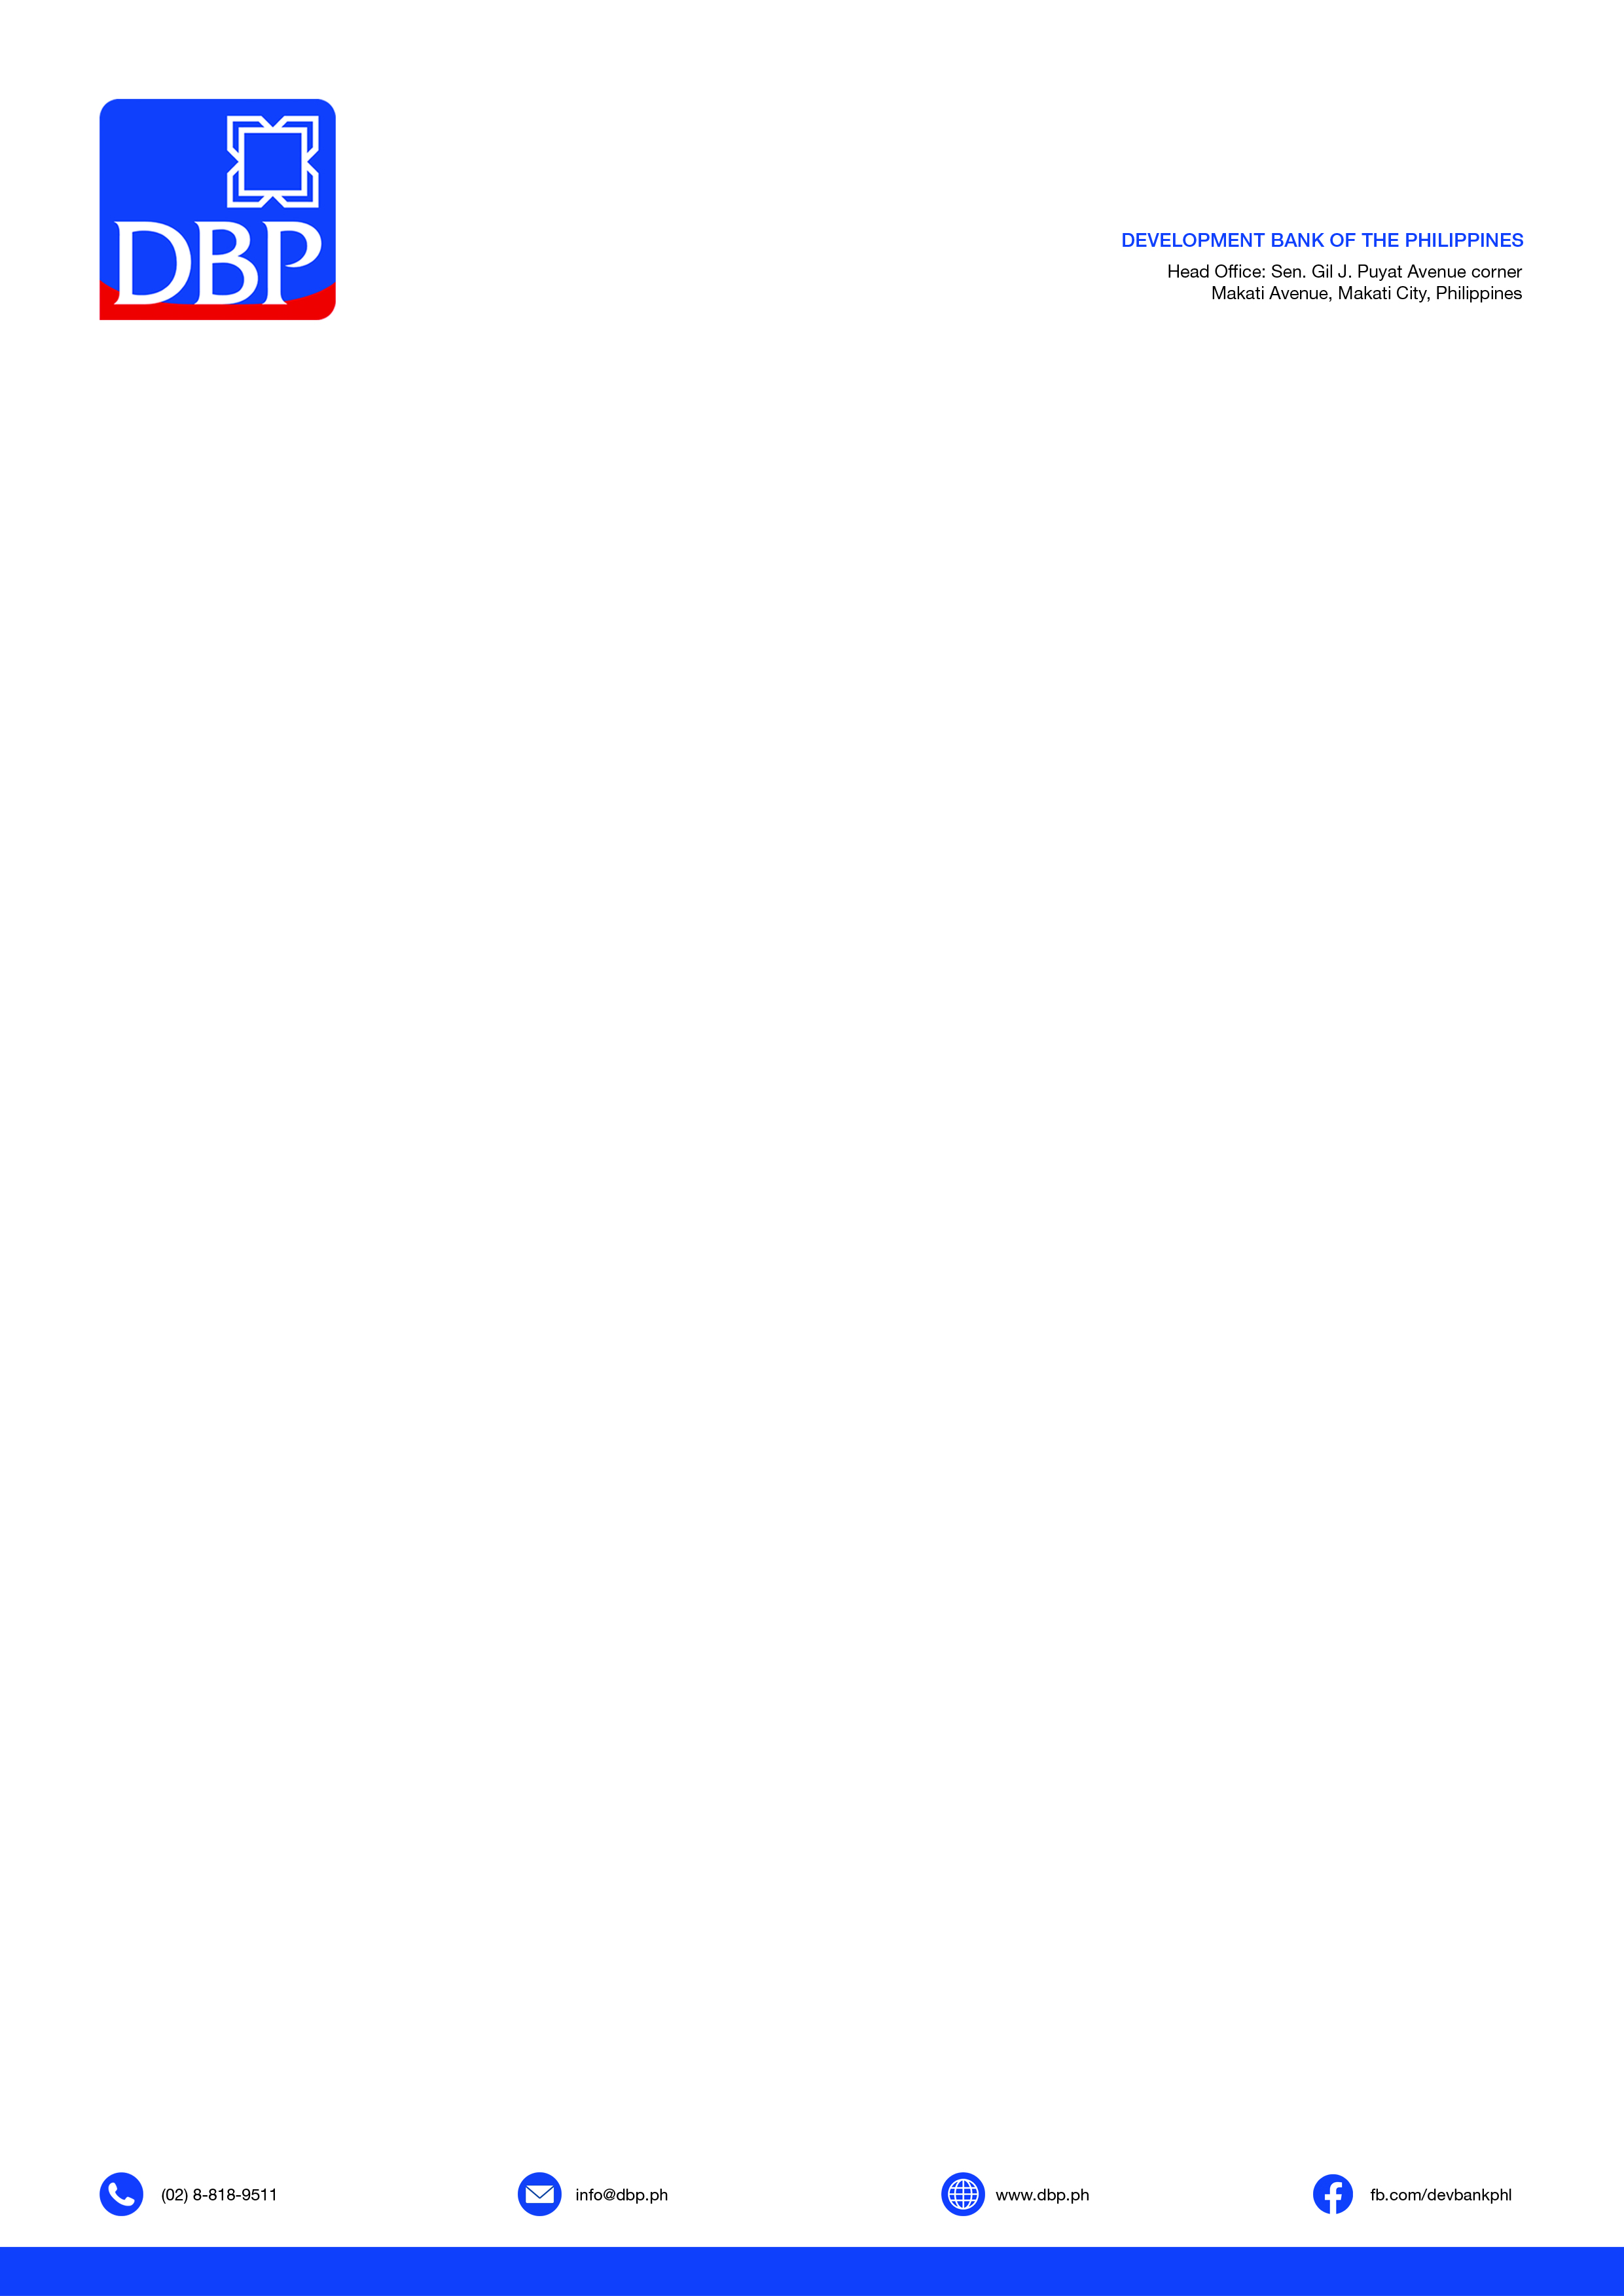 DBP
DEVELOPMENT BANK OF THE PHILIPPINES
Head Office: Sen. Gil J. Puyat Avenue corner
Makati Avenue, Makati City, Philippines
(02) 8-818-9511
info@dbp.ph
www.dbp.ph
fb.com/devbankphl